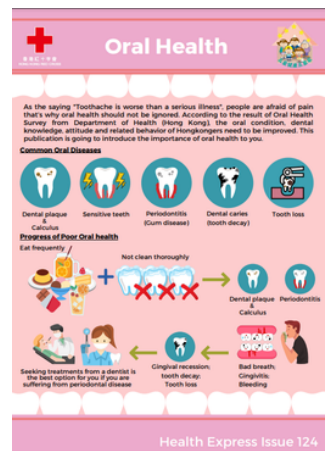 Oral Health
As the saying "Toothache is worse than a serious illness", people are afraid of pain
that's why oral health should not be ignored. According to the result of Oral Health
Survey from Department of Health (Hong Kong), the oral condition, dental
knowledge, attitude and related behavior of Hongkongers need to be improved. This
publication is going to introduce the importance of oral health to you.
Common Oral Diseases
Dental plaque
&
Calculus
Sensitive teeth
Periodontitis
(Gum disease)
Dental caries
(tooth decay)
Tooth loss
Progress of Poor Oral health
Eat frequently
Not clean thoroughly
Dental plaque
&
Calculus
Periodontitis
Seeking treatments from a dentist is
the best option for you if you are
suffering from periodontal disease
Gingival recession;
tooth decay;
Tooth loss
Bad breath;
Gingivitis;
Bleeding
Health Express Issue 124